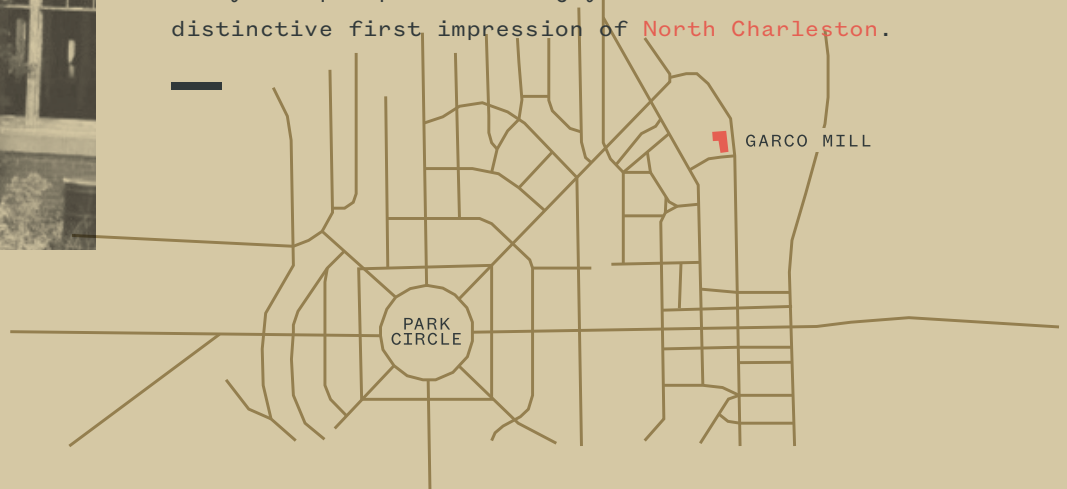 distinctive first impression of North Charleston.
GARCO MILL
PARK
CIRCLE